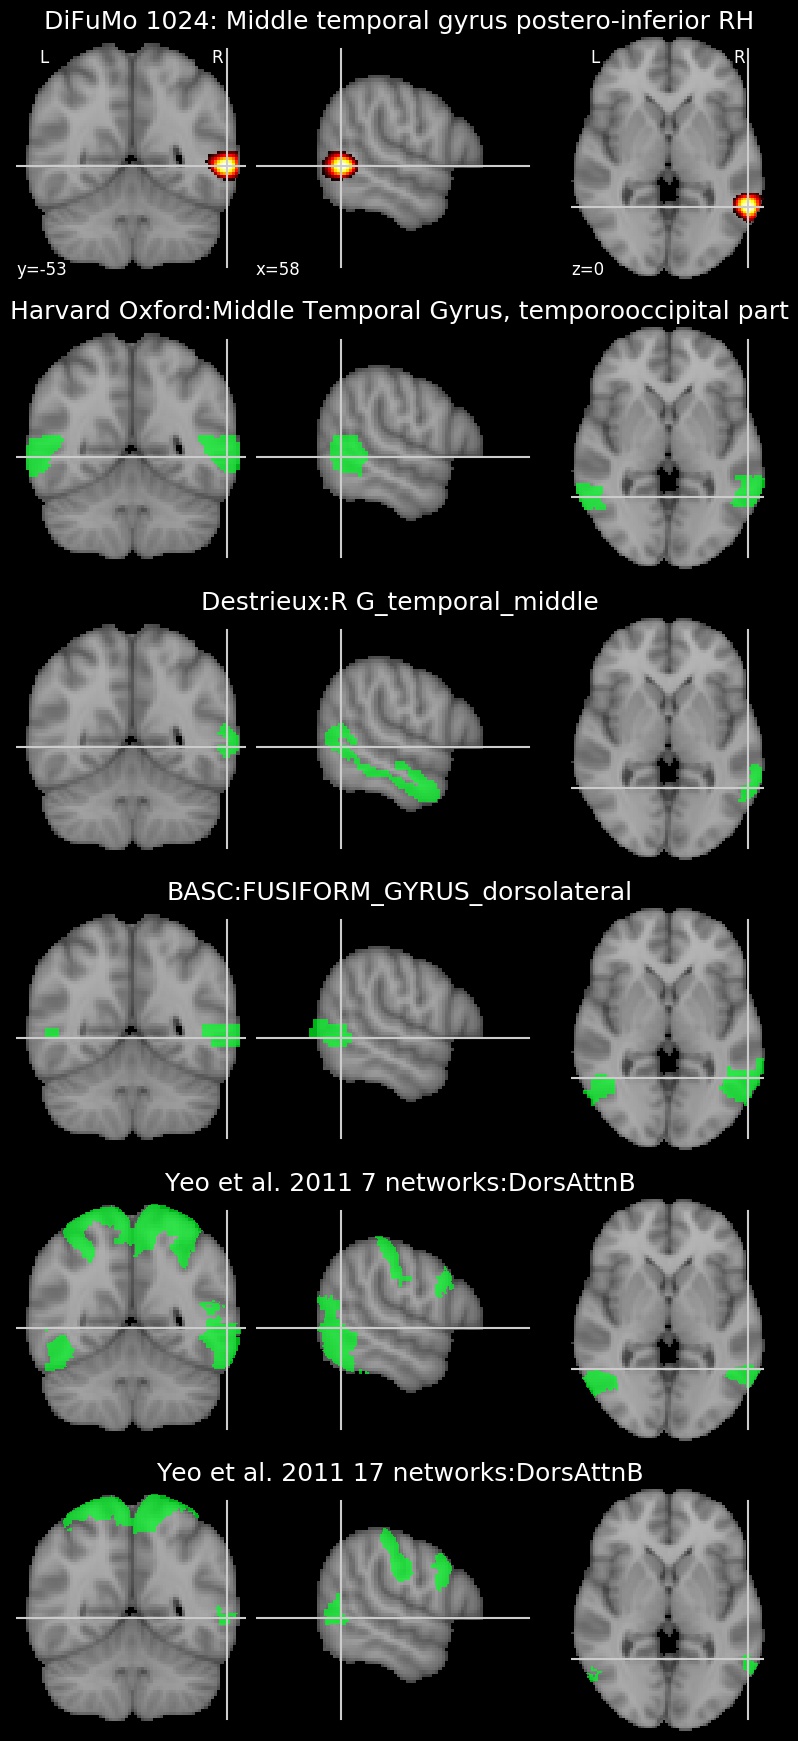 DiFuMo 1024: Middle temporal gyrus postero-inferior RH
L R L R
y=-53 x=58 z=0
Harvard Oxford:Middle Temporal Gyrus, temporooccipital part
Destrieux:R G_temporal_middle
BASC:FUSIFORM_GYRUS_dorsolateral
Yeo et al. 2011 7 networks:DorsAttnB
Yeo et al. 2011 17 networks:DorsAttnB